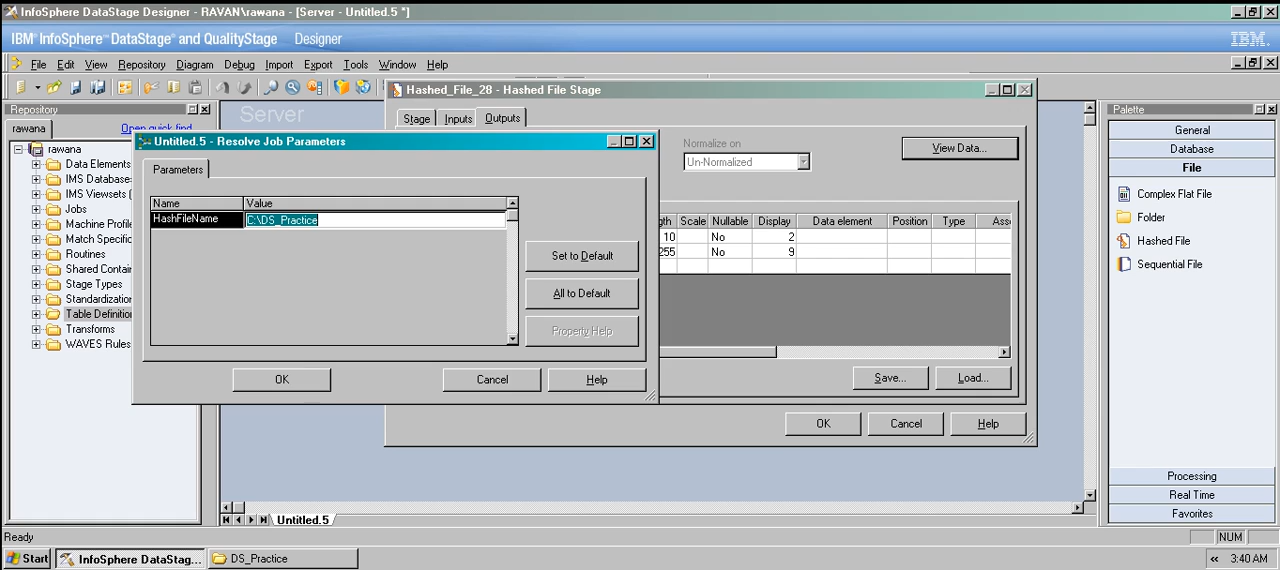 InfoSphere DataStage Designer - RAVAN\rawana - [Server - Untitled.5 *]
IBM® InfoSphere™ DataStage® and QualityStage Designer
IBM.
File Edit View Repository Diagram Debug Import Export Tools Window Help
Repository
rawana Open quick find
rawana
Data Elements
IMS Database
IMS Viewsets (
Jobs
Machine Profile
Match Specific
Routines
Shared Contain
Stage Types
Standardization
Table Definition
Transforms
WAVES Rules
Server
Hashed_File_28 - Hashed File Stage
Stage Inputs Outputs
Normalize on
Un-Normalized
View Data...
gth Scale Nullable Display Data element Position Type Ass
10 No 2
255 No 9
Save... Load...
OK Cancel Help
Untitled.5 - Resolve Job Parameters
Parameters
Name Value
HashFileName C:\DS_Practice
Set to Default
All to Default
Property Help
OK Cancel Help
Palette
General
Database
File
Complex Flat File
Folder
Hashed File
Sequential File
Processing
Real Time
Favorites
Untitled.5
Ready
NUM
Start InfoSphere DataStag... DS_Practice
« 3:40 AM